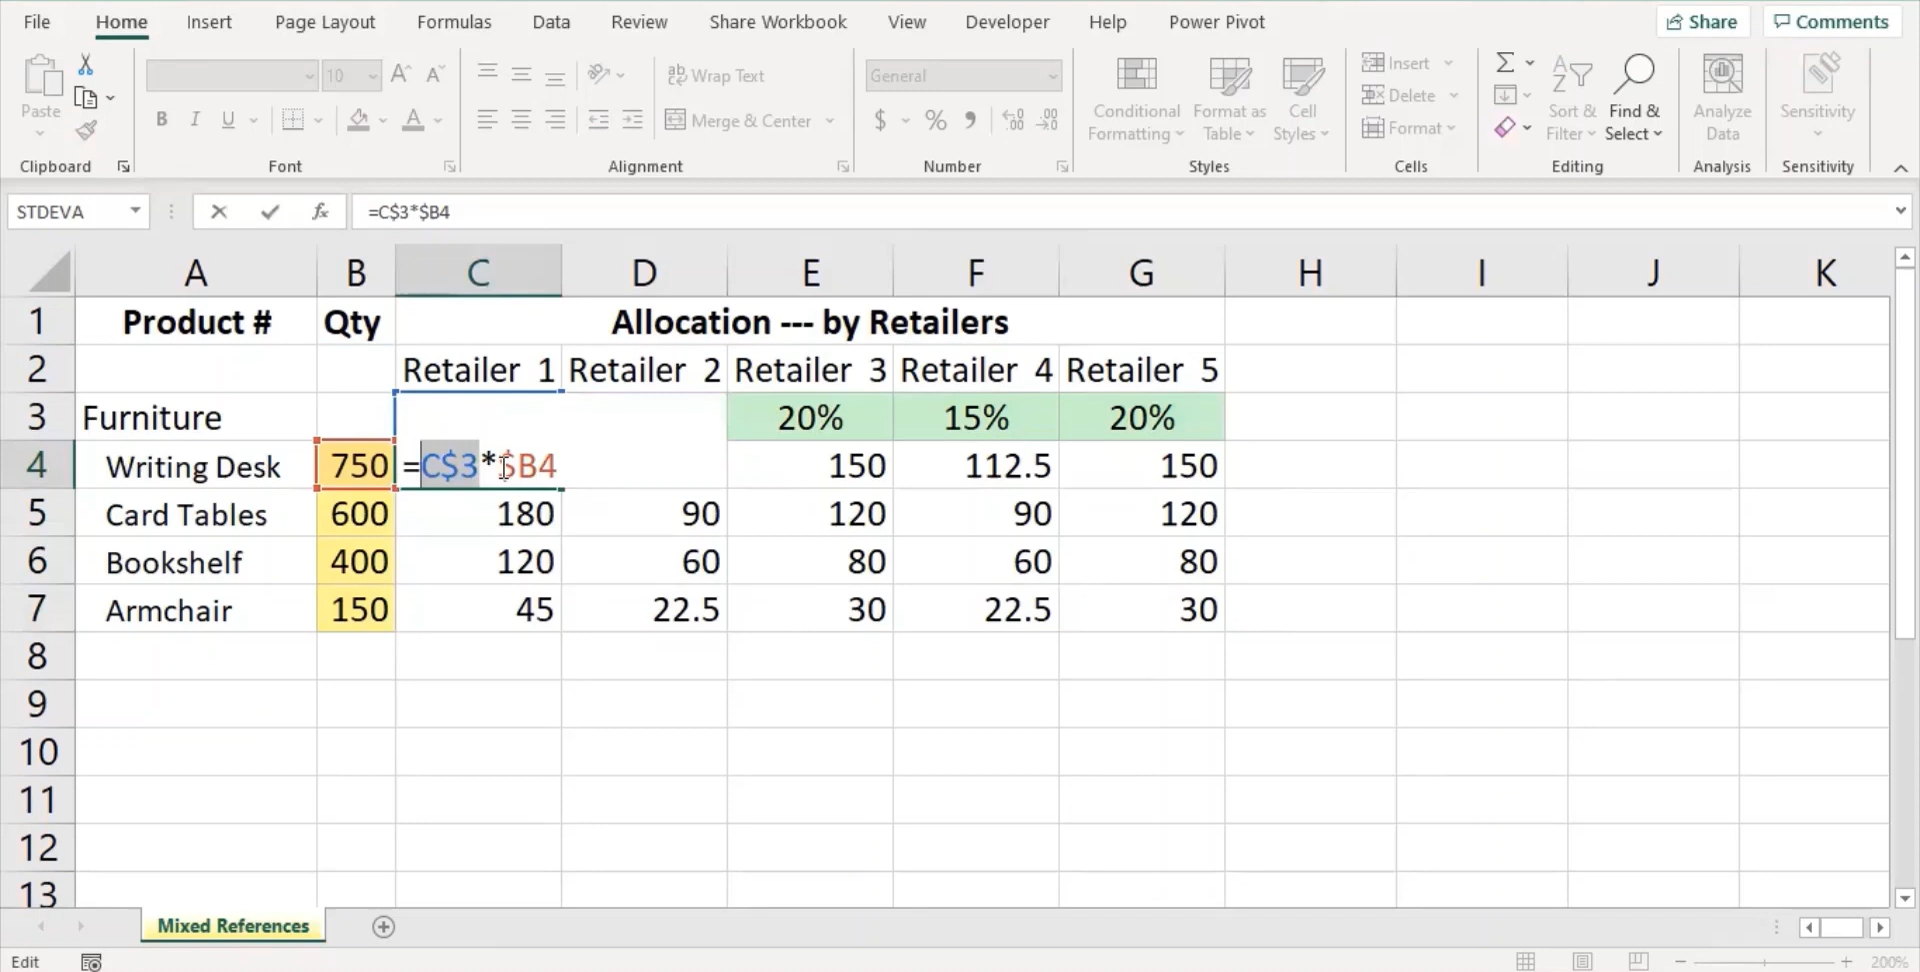 File Home Insert Page Layout Formulas Data Review Share Workbook View Developer Help Power Pivot Share Comments
10 A^ Aˇ ab Wrap Text General Insert Σ
Paste B I U A Merge & Center $ % 9 Conditional Formatting Format as Table Cell Styles Delete Format Sort & Filter Find & Select Analyze Data Sensitivity
Clipboard Font Alignment Number Styles Cells Editing Analysis Sensitivity
STDEVA fx =C$3*$B4
A B C D E F G H I J K
1 Product # Qty Allocation --- by Retailers
2 Retailer 1 Retailer 2 Retailer 3 Retailer 4 Retailer 5
3 Furniture 20% 15% 20%
4 Writing Desk 750 =C$3*$B4 150 112.5 150
5 Card Tables 600 180 90 120 90 120
6 Bookshelf 400 120 60 80 60 80
7 Armchair 150 45 22.5 30 22.5 30
8
9
10
11
12
13
Mixed References
Edit 200%